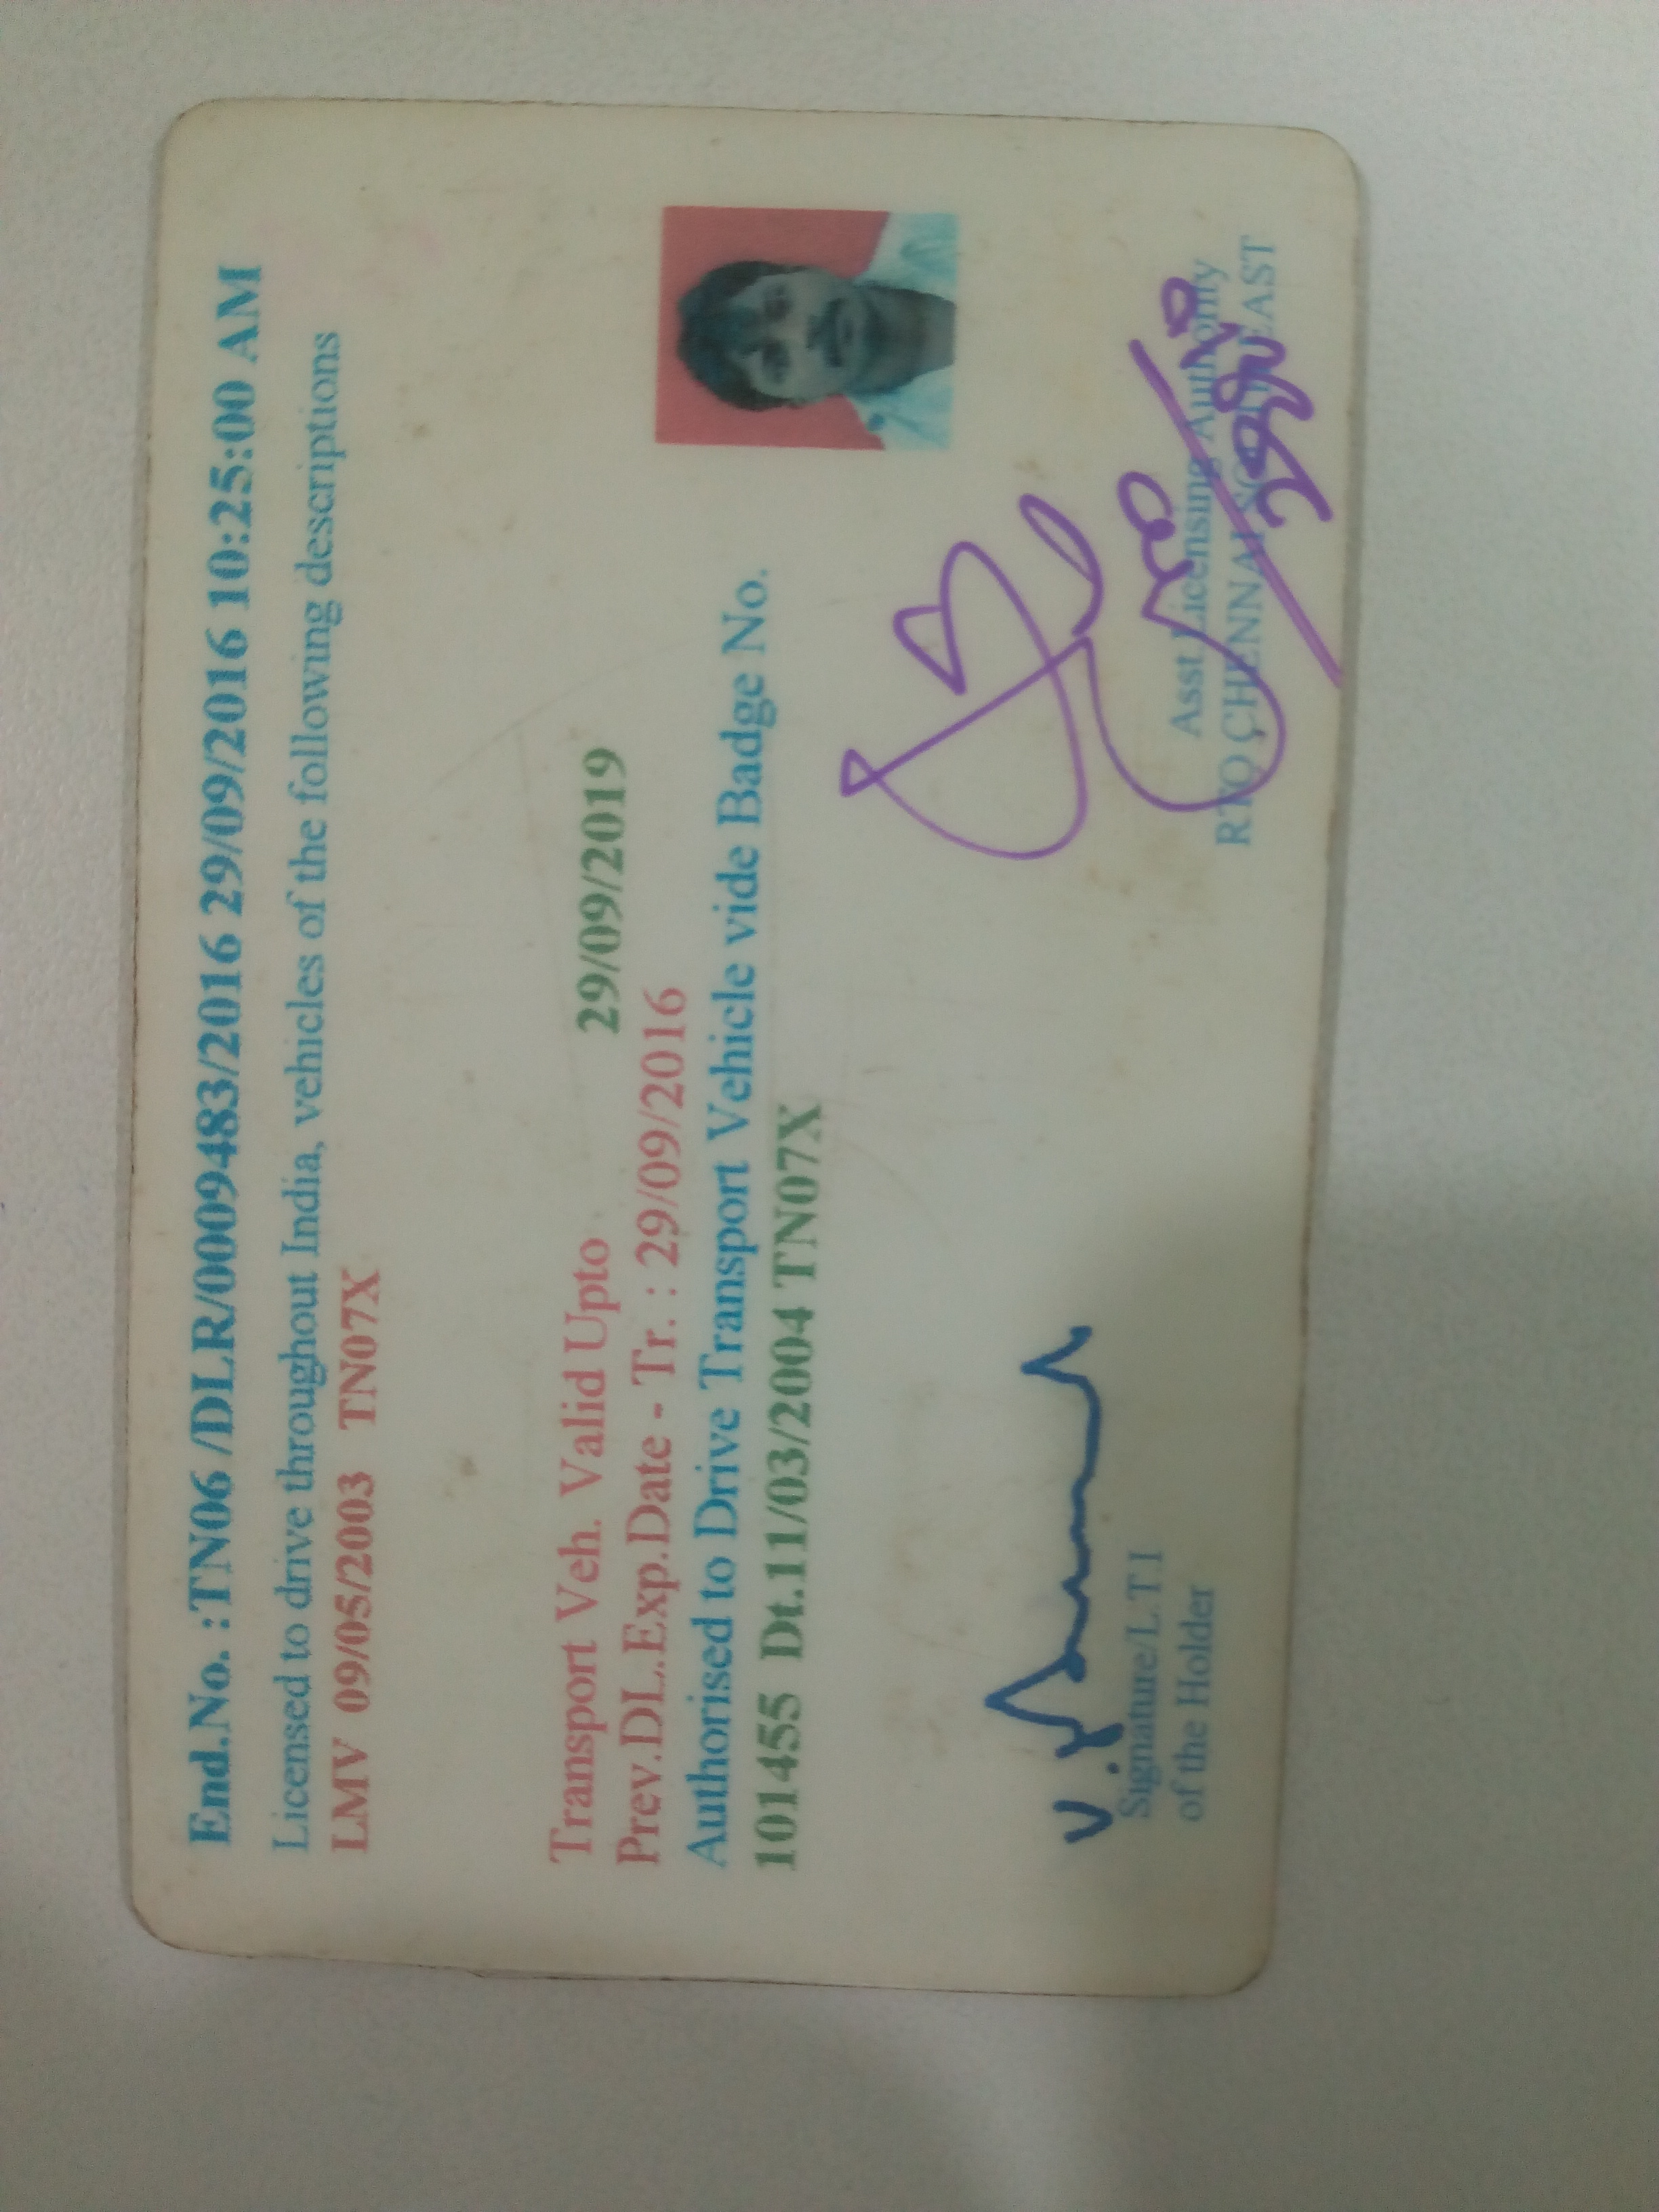 End.No. :TN06 /DLR/0009483/2016 29/09/2016 10:25:00 AM
Licensed to drive throughout India, vehicles of the following descriptions
LMV 09/05/2003 TN07X
Transport Veh. Valid Upto 29/09/2019
Prev.DL.Exp.Date - Tr. : 29/09/2016
Authorised to Drive Transport Vehicle vide Badge No.
101455 Dt.11/03/2004 TN07X
Signature/L.T I
of the Holder
Asst Licensing Authority
RTO CHENNAI SOUTH EAST